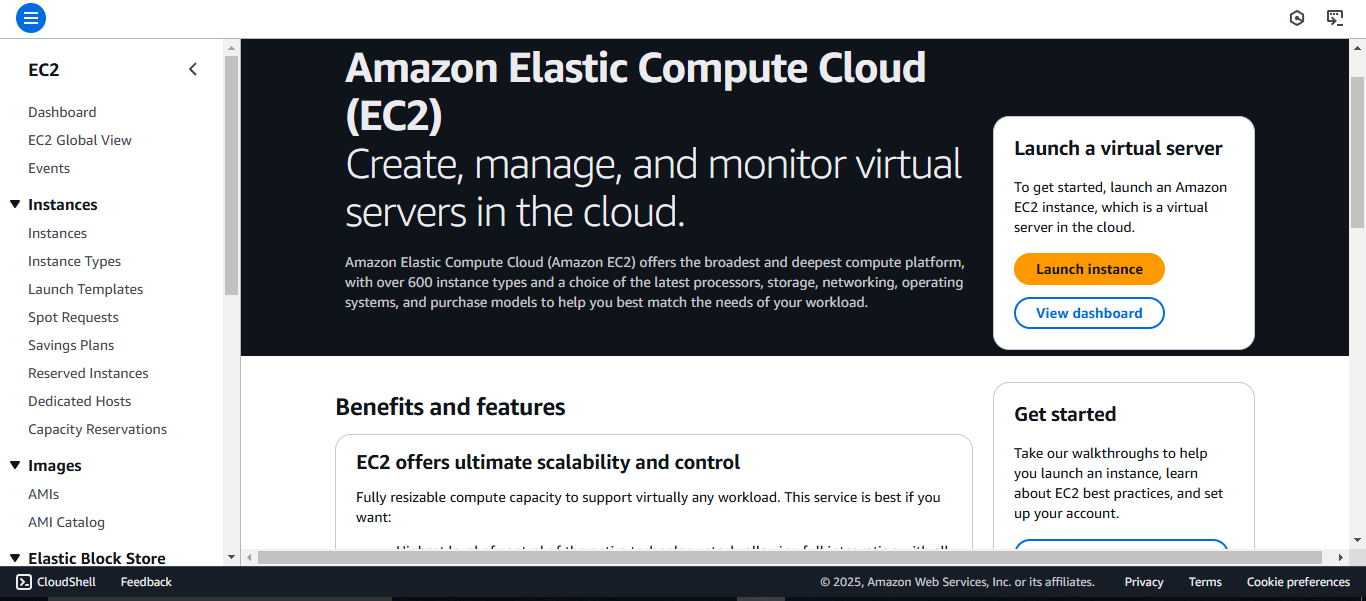 EC2
Dashboard
EC2 Global View
Events
Instances
Instances
Instance Types
Launch Templates
Spot Requests
Savings Plans
Reserved Instances
Dedicated Hosts
Capacity Reservations
Images
AMIs
AMI Catalog
Elastic Block Store
Amazon Elastic Compute Cloud
(EC2)
Create, manage, and monitor virtual
servers in the cloud.
Amazon Elastic Compute Cloud (Amazon EC2) offers the broadest and deepest compute platform,
with over 600 instance types and a choice of the latest processors, storage, networking, operating
systems, and purchase models to help you best match the needs of your workload.
Launch a virtual server
To get started, launch an Amazon
EC2 instance, which is a virtual
server in the cloud.
Launch instance
View dashboard
Benefits and features
EC2 offers ultimate scalability and control
Fully resizable compute capacity to support virtually any workload. This service is best if you
want:
Get started
Take our walkthroughs to help
you launch an instance, learn
about EC2 best practices, and set
up your account.
CloudShell
Feedback
© 2025, Amazon Web Services, Inc. or its affiliates.
Privacy
Terms
Cookie preferences